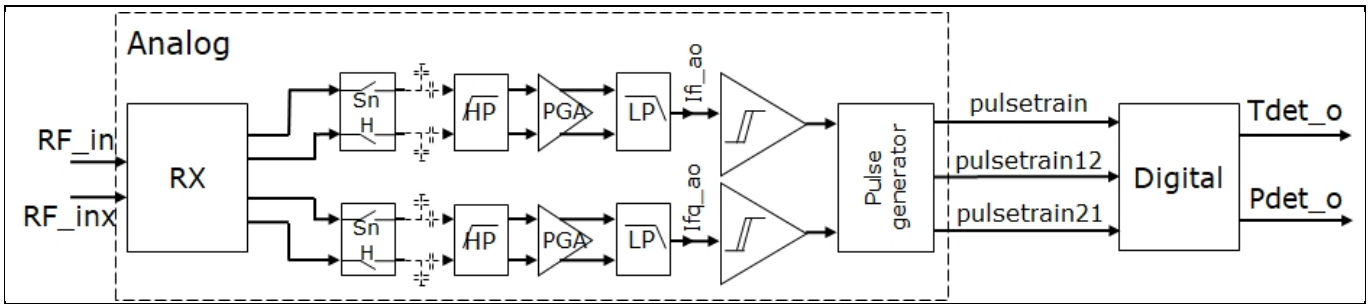 Analog
RX
RF_in
RF_inx
Sn
H
HP
PGA
LP
Ifi_ao
Sn
H
HP
PGA
LP
Ifq_ao
Pulse
generator
pulsetrain
pulsetrain12
pulsetrain21
Digital
Tdet_o
Pdet_o